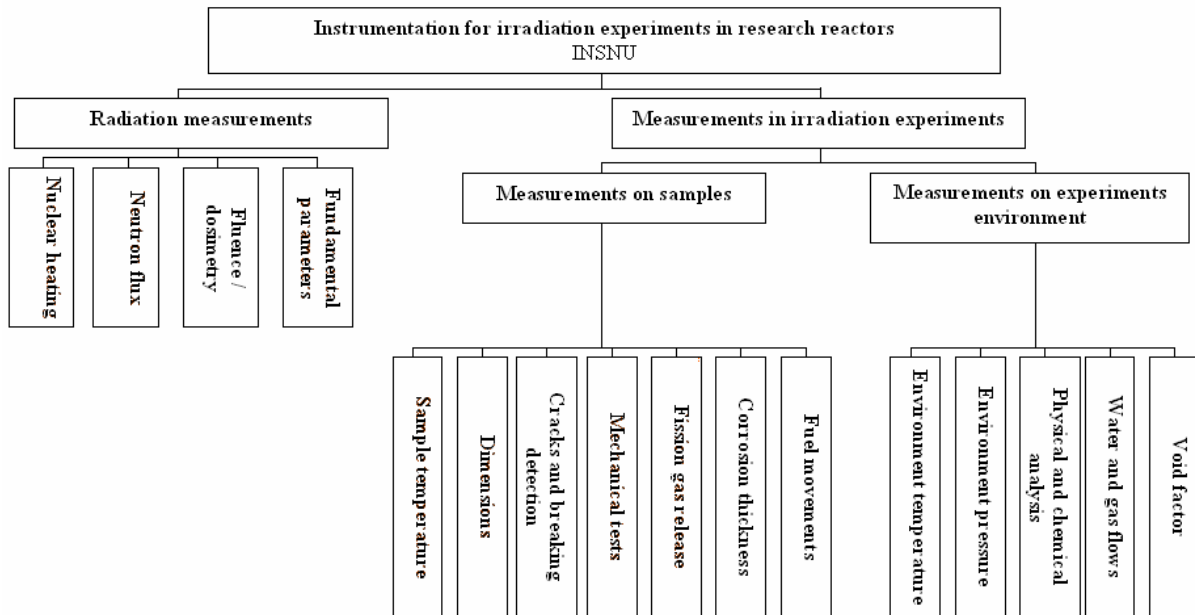 Instrumentation for irradiation experiments in research reactors
INSNU
Radiation measurements
Measurements in irradiation experiments
Nuclear heating
Neutron flux
Fluence /
dosimetry
Fundamental
parameters
Measurements on samples
Measurements on experiments
environment
Sample temperature
Dimensions
Cracks and breaking
detection
Mechanical tests
Fission gas release
Corrosion thickness
Fuel movements
Environment temperature
Environment pressure
Physical and chemical
analysis
Water and gas flows
Void factor